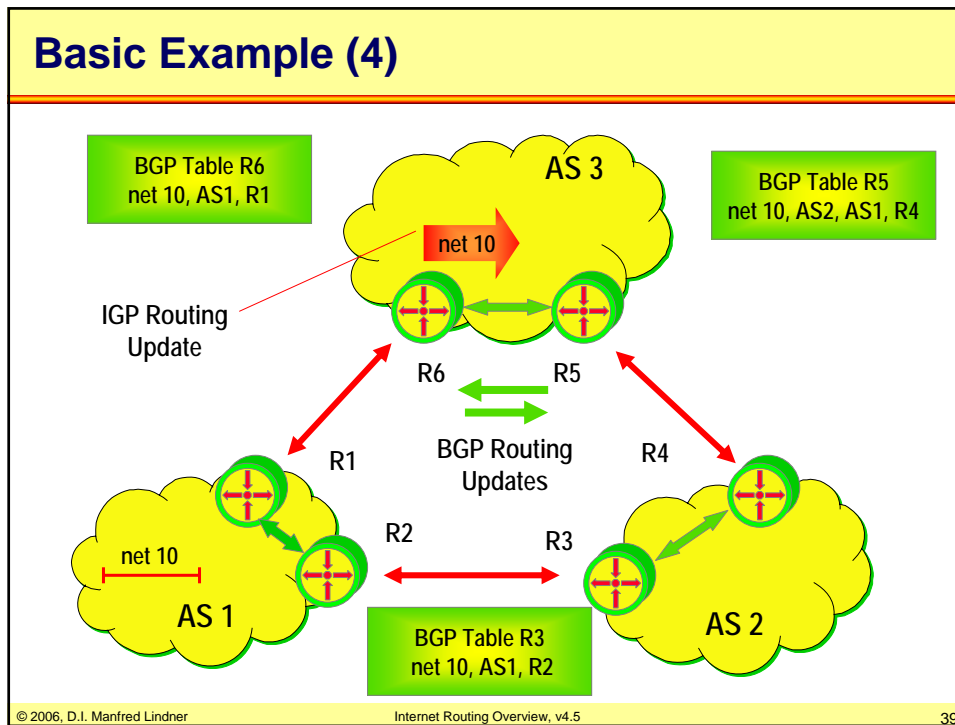 Basic Example (4)
BGP Table R6
net 10, AS1, R1
AS 3
BGP Table R5
net 10, AS2, AS1, R4
net 10
IGP Routing
Update
R6
R5
BGP Routing
Updates
R1
R4
R2
R3
net 10
AS 1
AS 2
BGP Table R3
net 10, AS1, R2
© 2006, D.I. Manfred Lindner
Internet Routing Overview, v4.5
39